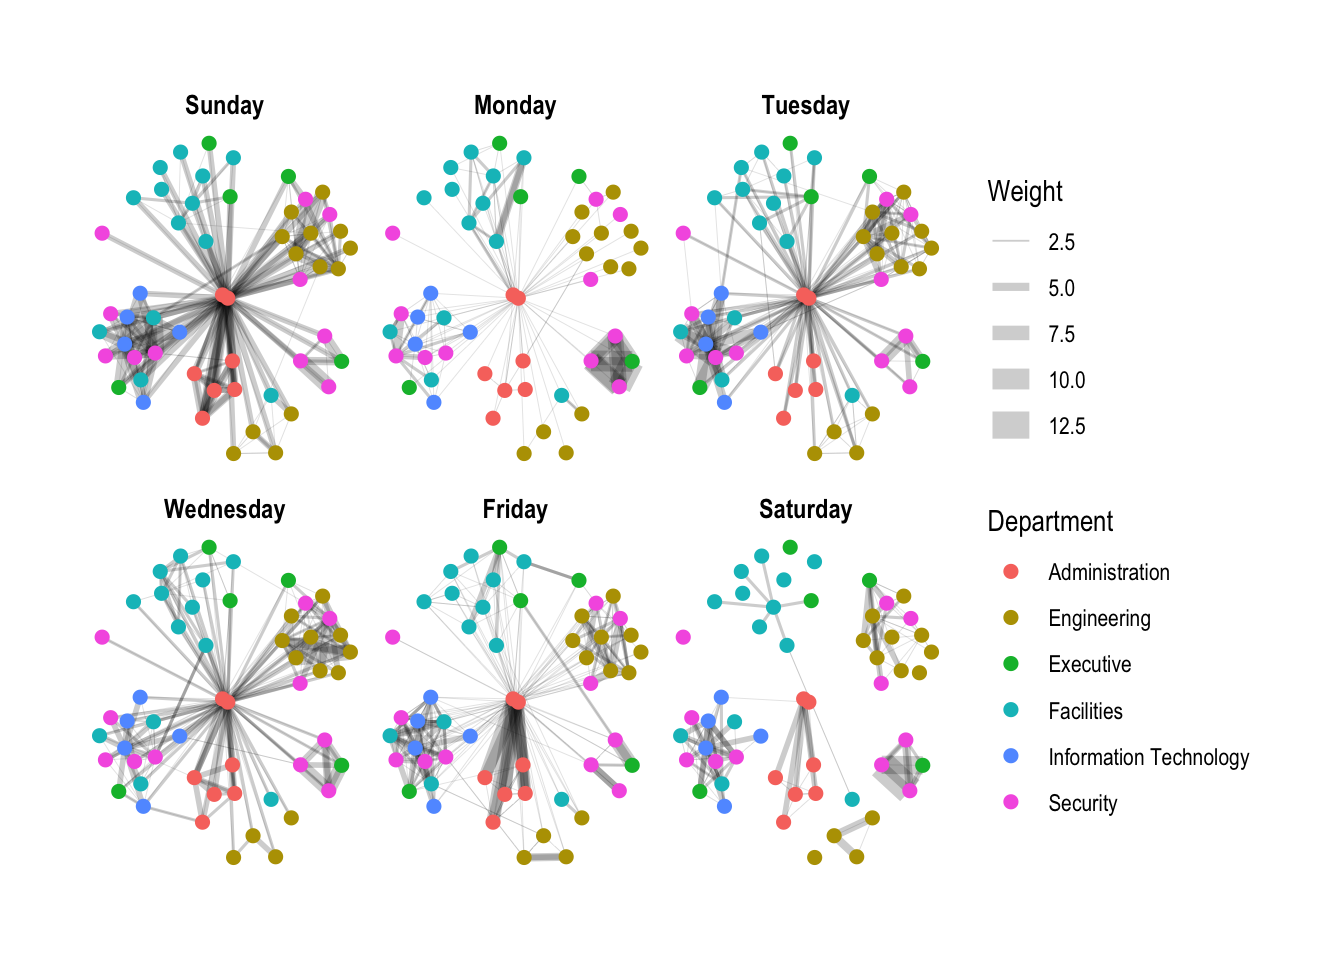 Sunday
Monday
Tuesday
Wednesday
Friday
Saturday
Weight
2.5
5.0
7.5
10.0
12.5
Department
Administration
Engineering
Executive
Facilities
Information Technology
Security